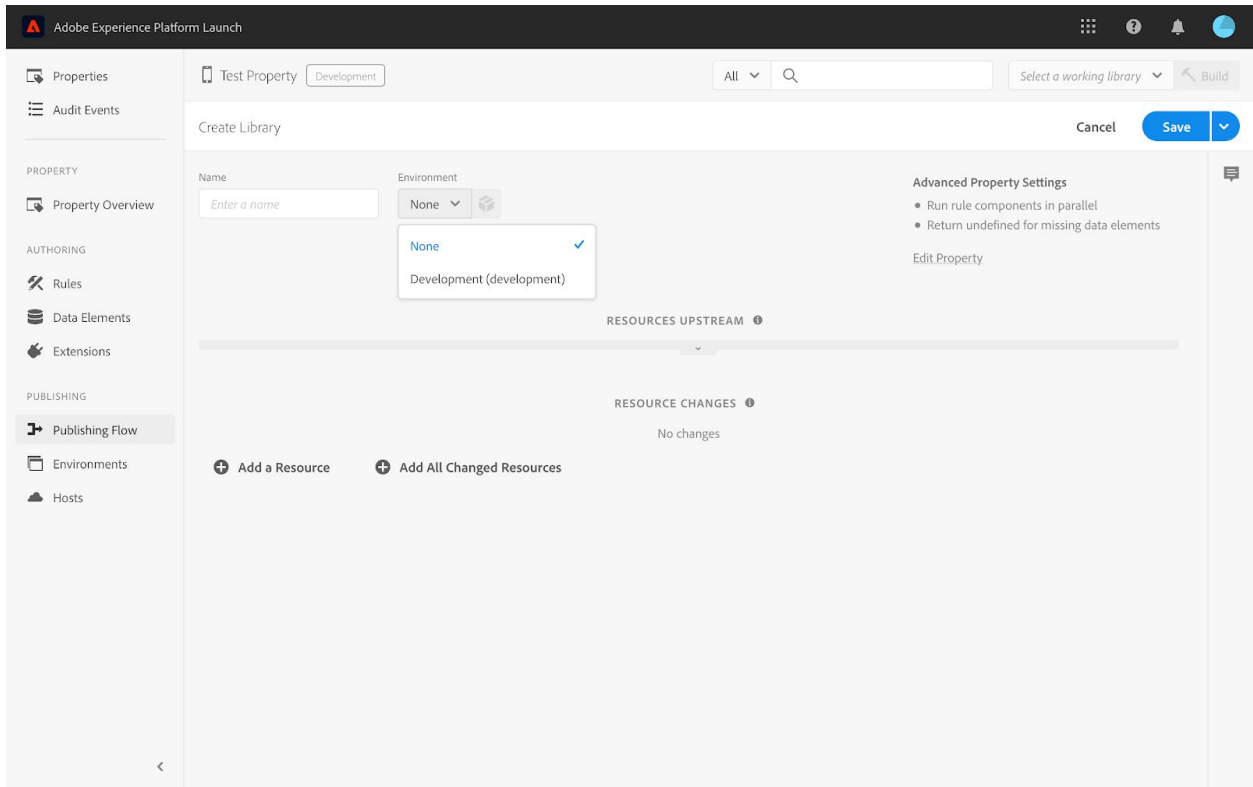 Adobe Experience Platform Launch
Properties
Audit Events
PROPERTY
Property Overview
AUTHORING
Rules
Data Elements
Extensions
PUBLISHING
Publishing Flow
Environments
Hosts
Test Property Development
All
Select a working library
Build
Create Library
Cancel
Save
Name
Enter a name
Environment
None
None
Development (development)
Advanced Property Settings
• Run rule components in parallel
• Return undefined for missing data elements
Edit Property
RESOURCES UPSTREAM
RESOURCE CHANGES
No changes
Add a Resource
Add All Changed Resources